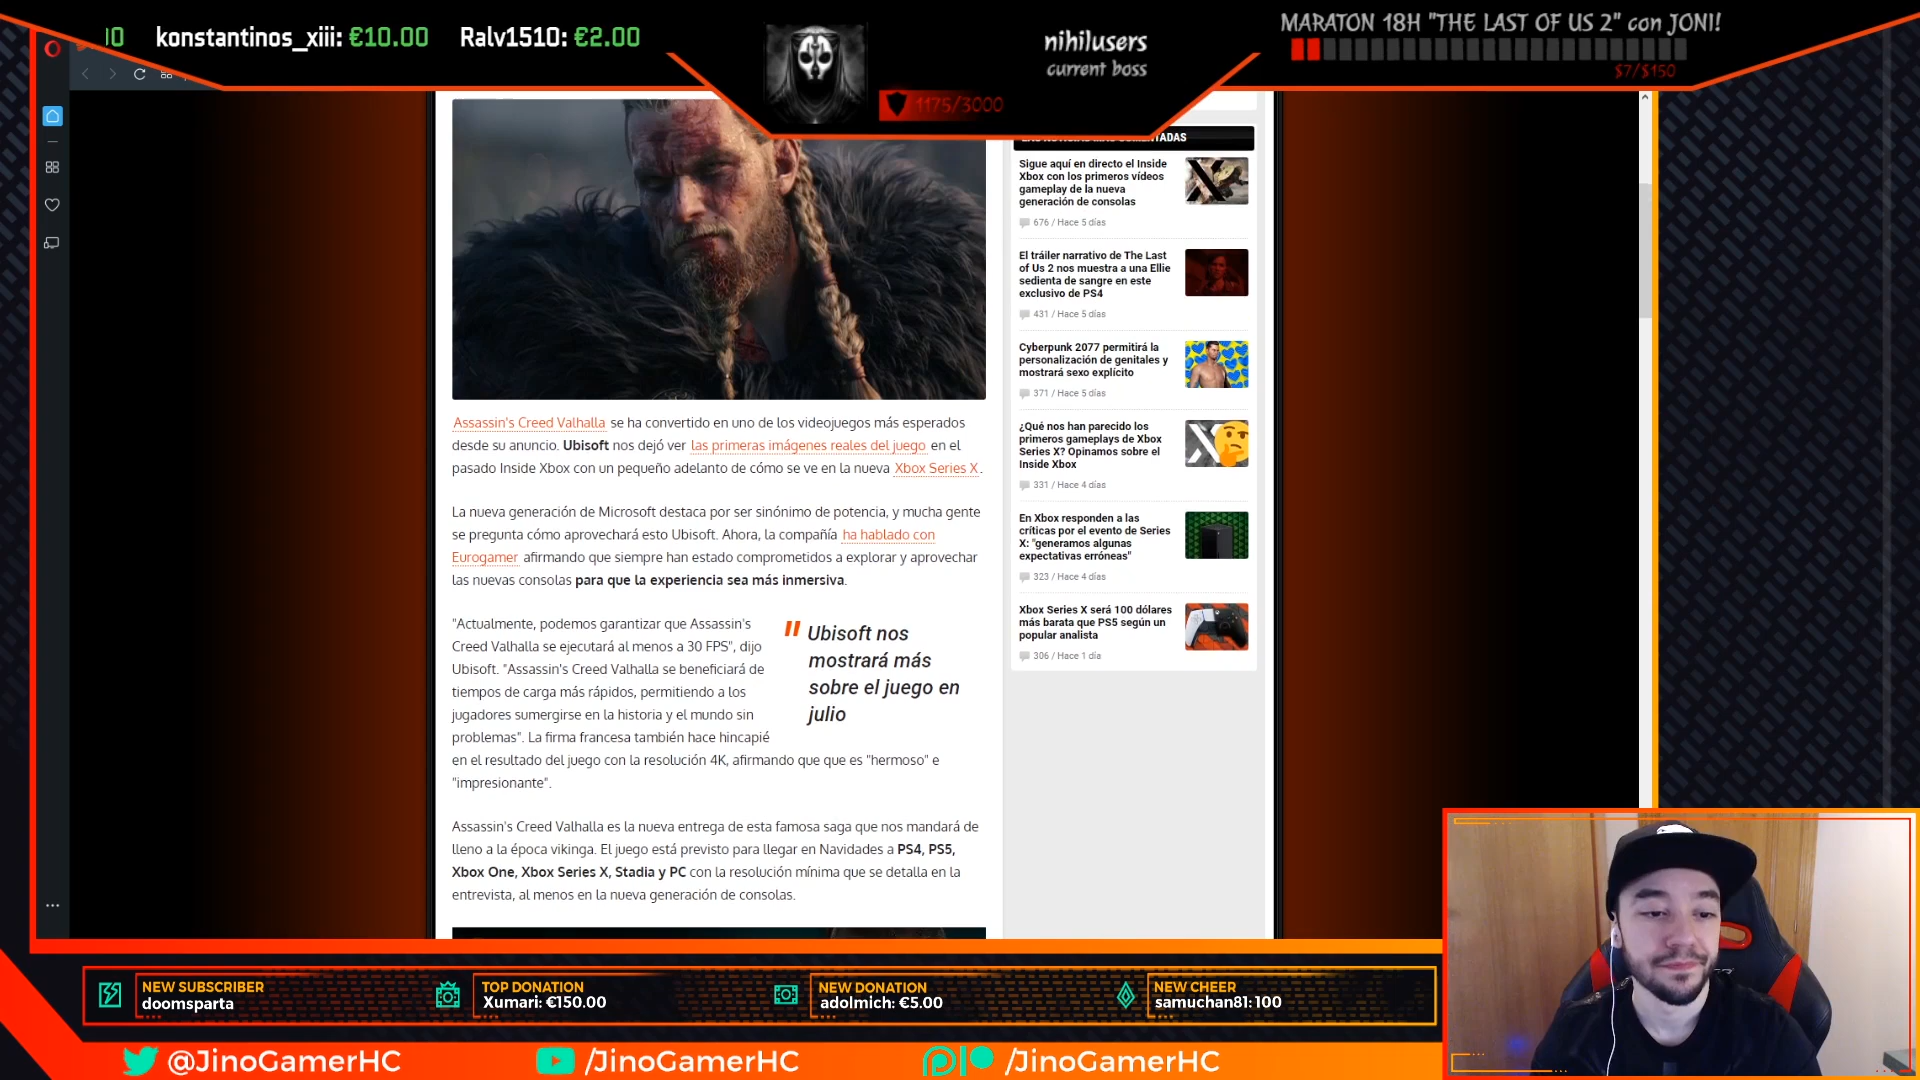 konstantinos_xiii: €10.00 Ralv1510: €2.00
nihilusers
current boss
1175/3000
MARATON 18H "THE LAST OF US 2" con JONI!
$7/$150
Sigue aquí en directo el Inside
Xbox con los primeros vídeos
gameplay de la nueva
generación de consolas
676 / Hace 5 días
El tráiler narrativo de The Last
of Us 2 nos muestra a una Ellie
sedienta de sangre en este
exclusivo de PS4
431 / Hace 5 días
Cyberpunk 2077 permitirá la
personalización de genitales y
mostrará sexo explícito
371 / Hace 5 días
¿Qué nos han parecido los
primeros gameplays de Xbox
Series X? Opinamos sobre el
Inside Xbox
331 / Hace 4 días
En Xbox responden a las
críticas por el evento de Series
X: "generamos algunas
expectativas erróneas"
323 / Hace 4 días
Xbox Series X será 100 dólares
más barata que PS5 según un
popular analista
306 / Hace 1 día
Assassin's Creed Valhalla se ha convertido en uno de los videojuegos más esperados
desde su anuncio. Ubisoft nos dejó ver las primeras imágenes reales del juego en el
pasado Inside Xbox con un pequeño adelanto de cómo se ve en la nueva Xbox Series X.
La nueva generación de Microsoft destaca por ser sinónimo de potencia, y mucha gente
se pregunta cómo aprovechará esto Ubisoft. Ahora, la compañía ha hablado con
Eurogamer afirmando que siempre han estado comprometidos a explorar y aprovechar
las nuevas consolas para que la experiencia sea más inmersiva.
"Actualmente, podemos garantizar que Assassin's
Creed Valhalla se ejecutará al menos a 30 FPS", dijo
Ubisoft. "Assassin's Creed Valhalla se beneficiará de
tiempos de carga más rápidos, permitiendo a los
jugadores sumergirse en la historia y el mundo sin
problemas". La firma francesa también hace hincapié
en el resultado del juego con la resolución 4K, afirmando que que es "hermoso" e
"impresionante".
" Ubisoft nos
mostrará más
sobre el juego en
julio
Assassin's Creed Valhalla es la nueva entrega de esta famosa saga que nos mandará de
lleno a la época vikinga. El juego está previsto para llegar en Navidades a PS4, PS5,
Xbox One, Xbox Series X, Stadia y PC con la resolución mínima que se detalla en la
entrevista, al menos en la nueva generación de consolas.
NEW SUBSCRIBER
doomsparta
TOP DONATION
Xumari: €150.00
NEW DONATION
adolmich: €5.00
NEW CHEER
samuchan81: 100
@JinoGamerHC
/JinoGamerHC
/JinoGamerHC